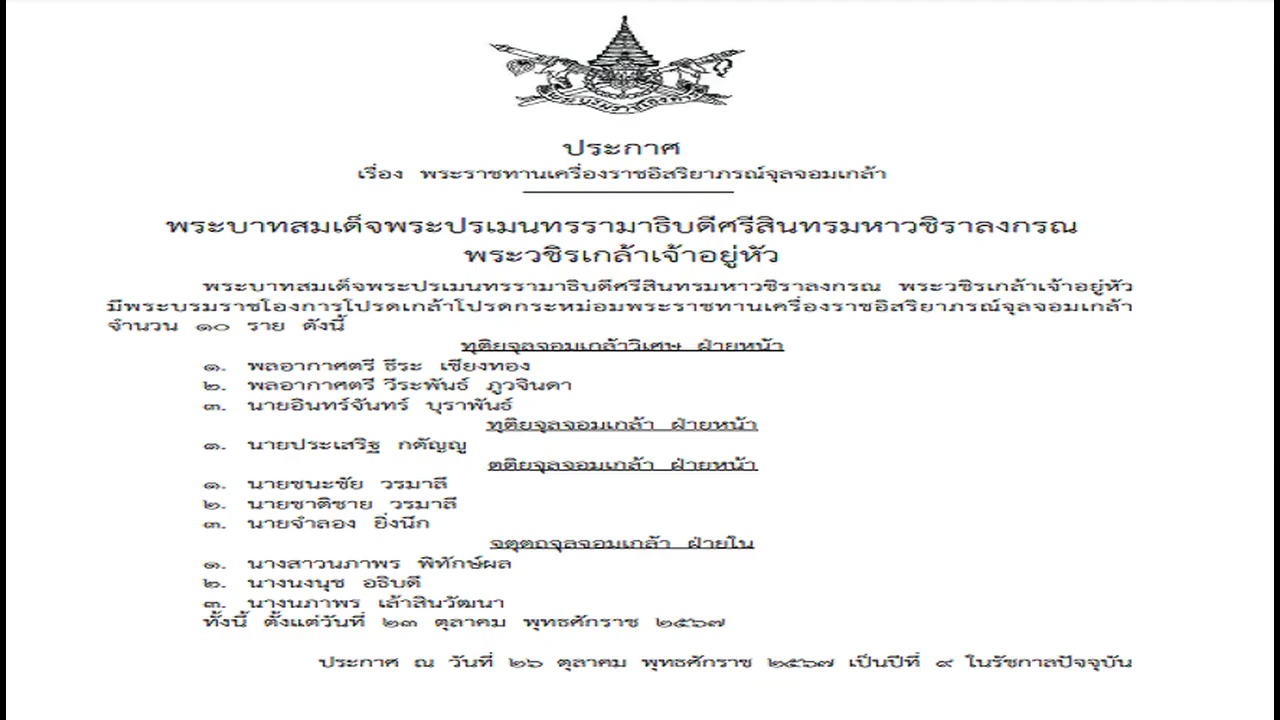 พระบรมราชโองการ
ประกาศ
เรื่อง พระราชทานเครื่องราชอิสริยาภรณ์จุลจอมเกล้า
พระบาทสมเด็จพระปรเมนทรรามาธิบดีศรีสินทรมหาวชิราลงกรณ
พระวชิรเกล้าเจ้าอยู่หัว
พระบาทสมเด็จพระปรเมนทรรามาธิบดีศรีสินทรมหาวชิราลงกรณ พระวชิรเกล้าเจ้าอยู่หัว
มีพระบรมราชโองการโปรดเกล้าโปรดกระหม่อมพระราชทานเครื่องราชอิสริยาภรณ์จุลจอมเกล้า
จำนวน ๑๐ ราย ดังนี้
ทุติยจุลจอมเกล้าวิเศษ ฝ่ายหน้า
๑. พลอากาศตรี ธีระ เชียงทอง
๒. พลอากาศตรี วีระพันธ์ ภูวจินดา
๓. นายอินทร์จันทร์ บุราพันธ์
ทุติยจุลจอมเกล้า ฝ่ายหน้า
๑. นายประเสริฐ กตัญญู
ตติยจุลจอมเกล้า ฝ่ายหน้า
๑. นายชนะชัย วรมาลี
๒. นายชาติชาย วรมาลี
๓. นายจำลอง ยิ่งนึก
จตุตถจุลจอมเกล้า ฝ่ายใน
๑. นางสาวนภาพร พิทักษ์ผล
๒. นางนงนุช อธิบดี
๓. นางนภาพร เล้าสินวัฒนา
ทั้งนี้ ตั้งแต่วันที่ ๒๓ ตุลาคม พุทธศักราช ๒๕๖๗
ประกาศ ณ วันที่ ๒๖ ตุลาคม พุทธศักราช ๒๕๖๗ เป็นปีที่ ๙ ในรัชกาลปัจจุบัน